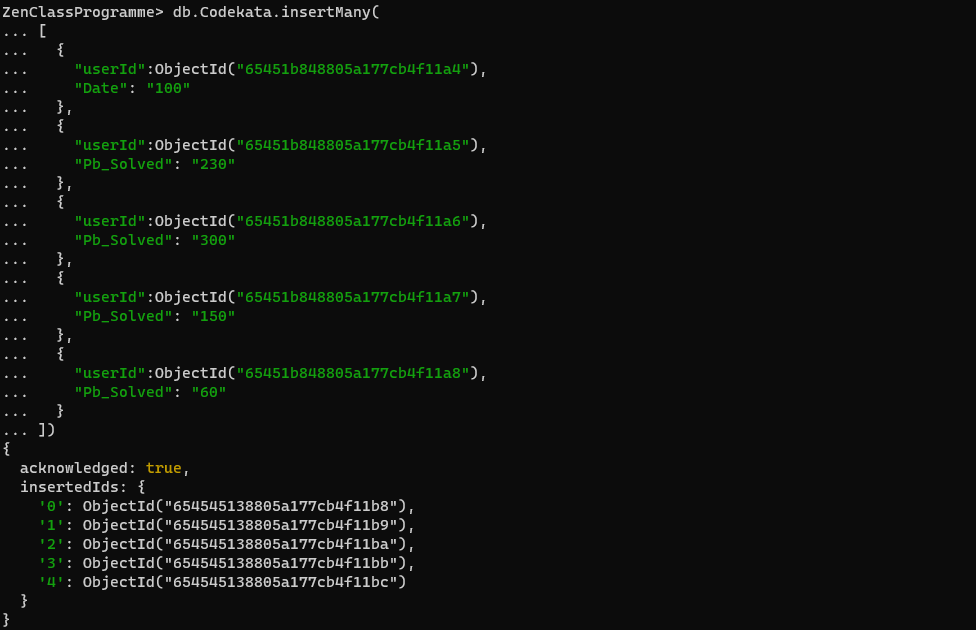 ZenClassProgramme> db.Codekata.insertMany(
... [
...   {
...     "userId":ObjectId("65451b848805a177cb4f11a4"),
...     "Date": "100"
...   },
...   {
...     "userId":ObjectId("65451b848805a177cb4f11a5"),
...     "Pb_Solved": "230"
...   },
...   {
...     "userId":ObjectId("65451b848805a177cb4f11a6"),
...     "Pb_Solved": "300"
...   },
...   {
...     "userId":ObjectId("65451b848805a177cb4f11a7"),
...     "Pb_Solved": "150"
...   },
...   {
...     "userId":ObjectId("65451b848805a177cb4f11a8"),
...     "Pb_Solved": "60"
...   }
... ])
{
  acknowledged: true,
  insertedIds: {
    '0': ObjectId("654545138805a177cb4f11b8"),
    '1': ObjectId("654545138805a177cb4f11b9"),
    '2': ObjectId("654545138805a177cb4f11ba"),
    '3': ObjectId("654545138805a177cb4f11bb"),
    '4': ObjectId("654545138805a177cb4f11bc")
  }
}